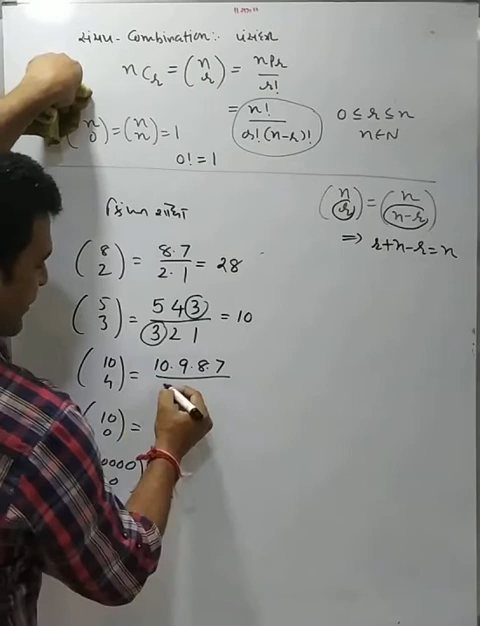 સંચય - Combination :-
nCr = (n r) = nPr / r!
= n! / r!(n-r)!   0 ≤ r ≤ n
n∈N
(n 0) = (n n) = 1
0! = 1
(n r) = (n n-r)
⇒ r+n-r=n
કિંમત શોધો
(8 2) = 8·7 / 2·1 = 28
(5 3) = 5 4 3 / 3 2 1 = 10
(10 4) = 10·9·8·7
(10 0) =